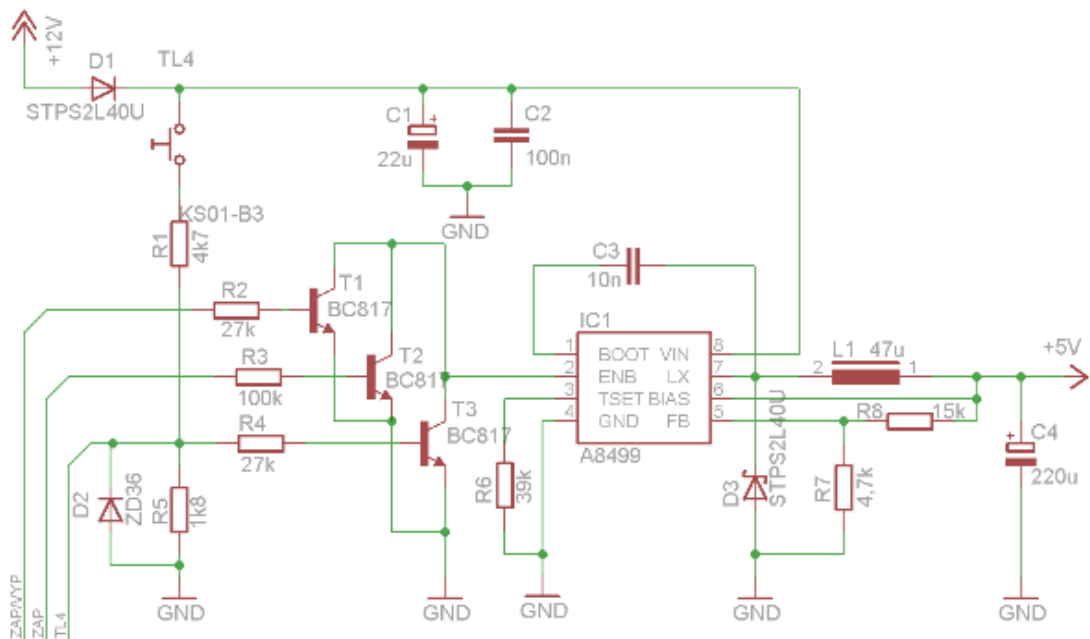 +12V
D1
TL4
STPS2L40U
C1
+
22u
C2
100n
GND
KS01-B3
R1
4k7
C3
10n
T1
BC817
R2
27k
IC1
1 BOOT VIN 8
2 ENB LX 7
3 TSET BIAS 6
4 GND FB 5
A8499
L1 47u
2
1
+5V
T2
BC817
R3
100k
T3
BC817
R4
27k
R8
15k
C4
+
220u
D2
ZD36
R5
1k8
R6
39k
D3
STPS2L40U
R7
4,7k
GND
GND
GND
GND
GND
ZAP/VYP
ZAP
TL4